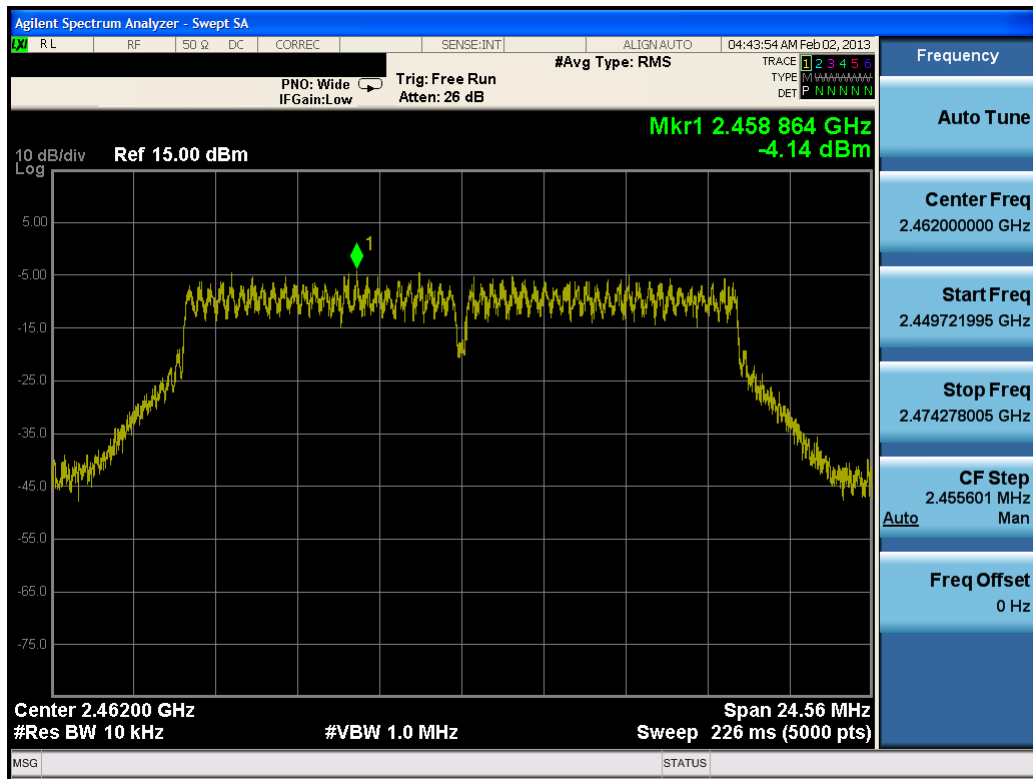 Agilent Spectrum Analyzer - Swept SA
LXI RL RF 50 Ω DC CORREC SENSE:INT ALIGN AUTO 04:43:54 AM Feb 02, 2013
#Avg Type: RMS
TRACE 1 2 3 4 5 6
PNO: Wide Trig: Free Run
TYPE M WWWWW
IFGain:Low Atten: 26 dB
DET P N N N N N
Mkr1 2.458 864 GHz
-4.14 dBm
10 dB/div Ref 15.00 dBm
Log
5.00
1
-5.00
-15.0
-25.0
-35.0
-45.0
-55.0
-65.0
-75.0
Center 2.46200 GHz Span 24.56 MHz
#Res BW 10 kHz #VBW 1.0 MHz Sweep 226 ms (5000 pts)
MSG STATUS
Frequency
Auto Tune
Center Freq
2.462000000 GHz
Start Freq
2.449721995 GHz
Stop Freq
2.474278005 GHz
CF Step
2.455601 MHz
Auto Man
Freq Offset
0 Hz